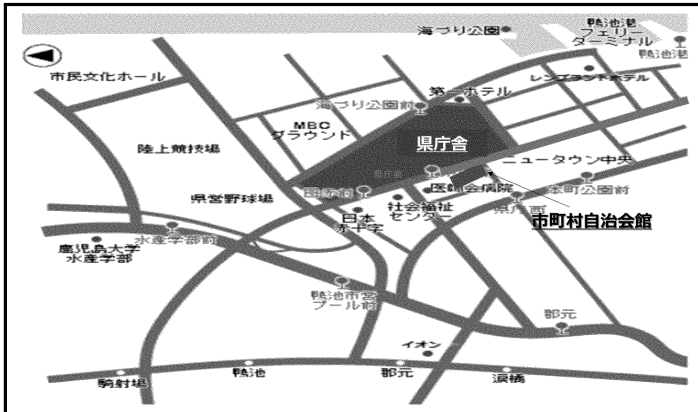 海づり公園
鴨池港
フェリー
ターミナル
鴨池港
市民文化ホール
レンブラントホテル
第一ホテル
海づり公園前
MBC
グラウンド
県庁舎
陸上競技場
県庁前
ニュータウン中央
県営野球場
医師会病院
日本
赤十字
社会福祉
センター
県庁西
市町村自治会館
鹿児島大学
水産学部
水産学部前
鴨池市営
プール前
郡元
イオン
騎射場
鴨池
郡元
涙橋